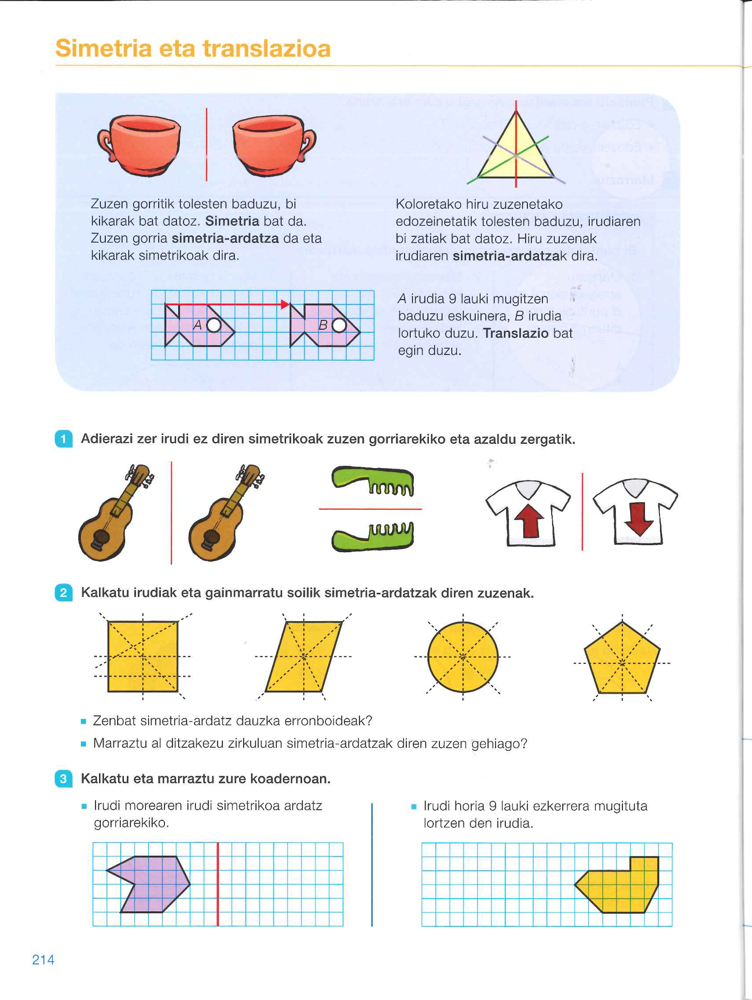 Simetria eta translazioa
Zuzen gorritik tolesten baduzu, bi
kikarak bat datoz. Simetria bat da.
Zuzen gorria simetria-ardatza da eta
kikarak simetrikoak dira.
Koloretako hiru zuzenetako
edozeinetatik tolesten baduzu, irudiaren
bi zatiak bat datoz. Hiru zuzenak
irudiaren simetria-ardatzak dira.
A
B
A irudia 9 lauki mugitzen
baduzu eskuinera, B irudia
lortuko duzu. Translazio bat
egin duzu.
1 Adierazi zer irudi ez diren simetrikoak zuzen gorriarekiko eta azaldu zergatik.
2 Kalkatu irudiak eta gainmarratu soilik simetria-ardatzak diren zuzenak.
Zenbat simetria-ardatz dauzka erronboideak?
Marraztu al ditzakezu zirkuluan simetria-ardatzak diren zuzen gehiago?
3 Kalkatu eta marraztu zure koadernoan.
Irudi morearen irudi simetrikoa ardatz
gorriarekiko.
Irudi horia 9 lauki ezkerrera mugituta
lortzen den irudia.
214